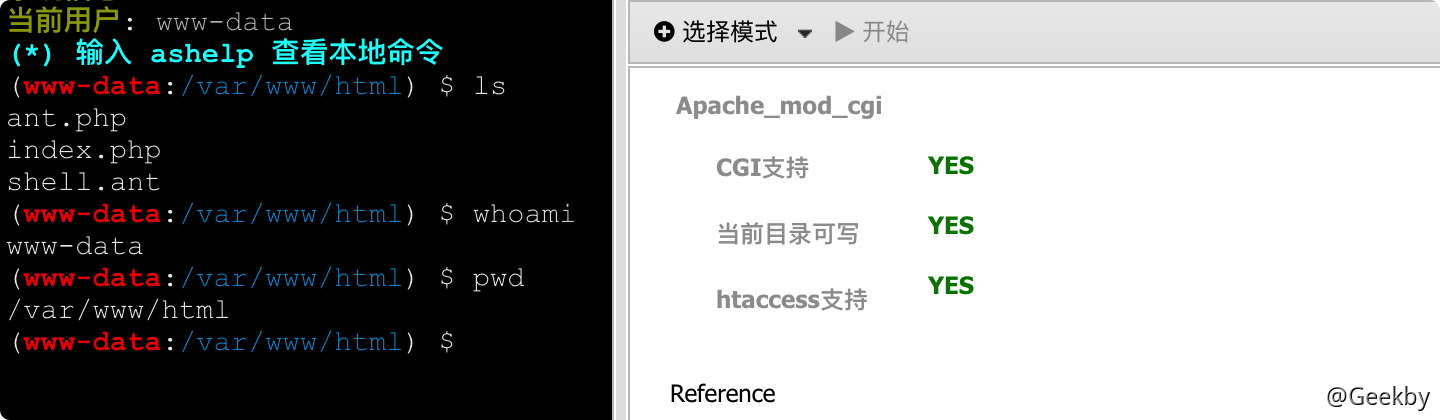 当前用户: www-data
(*) 输入 ashelp 查看本地命令
(www-data:/var/www/html) $ ls
ant.php
index.php
shell.ant
(www-data:/var/www/html) $ whoami
www-data
(www-data:/var/www/html) $ pwd
/var/www/html
(www-data:/var/www/html) $
选择模式 开始
Apache_mod_cgi
CGI支持 YES
当前目录可写 YES
htaccess支持 YES
Reference
@Geekby